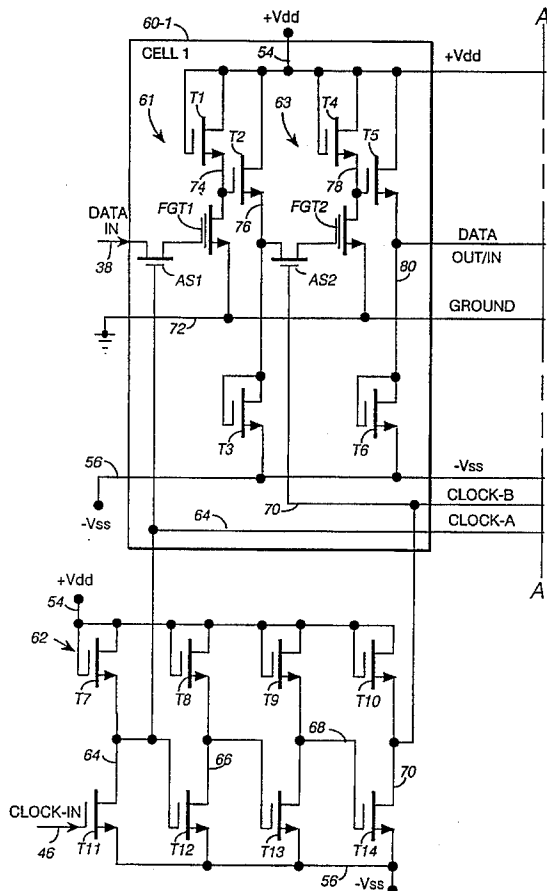 60-1
+Vdd
A
CELL 1
54
+Vdd
T1
T4
61
T2
63
T5
74
78
FGT1
76
FGT2
DATA
IN
DATA
38
AS1
AS2
80
OUT/IN
72
GROUND
T3
T6
56
-Vss
-Vss
70
CLOCK-B
64
CLOCK-A
+Vdd
54
A
62
T7
T8
T9
T10
64
66
68
70
CLOCK-IN
46
T11
T12
T13
T14
56
-Vss